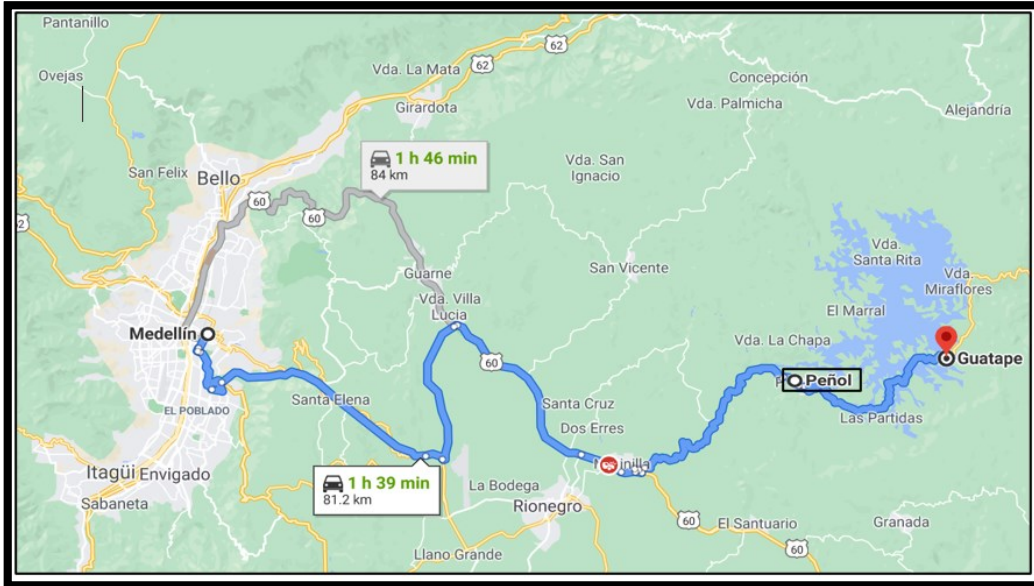 Pantanillo
62
Ovejas
Vda. La Mata
62
Girardota
Concepción
Vda. Palmicha
Alejandría
San Felix
Bello
1 h 46 min
84 km
Vda. San
Ignacio
60
60
Vda.
Santa Rita
Guarne
San Vicente
Vda.
Miraflores
Vda. Villa
Lucia
El Marral
Medellín
60
Vda. La Chapa
Guatape
Peñol
Santa Elena
EL POBLADO
Santa Cruz
Las Partidas
Dos Erres
Itagüi
Envigado
1 h 39 min
81.2 km
La Bodega
Sabaneta
Rionegro
60
El Santuario
Granada
Llano Grande
60